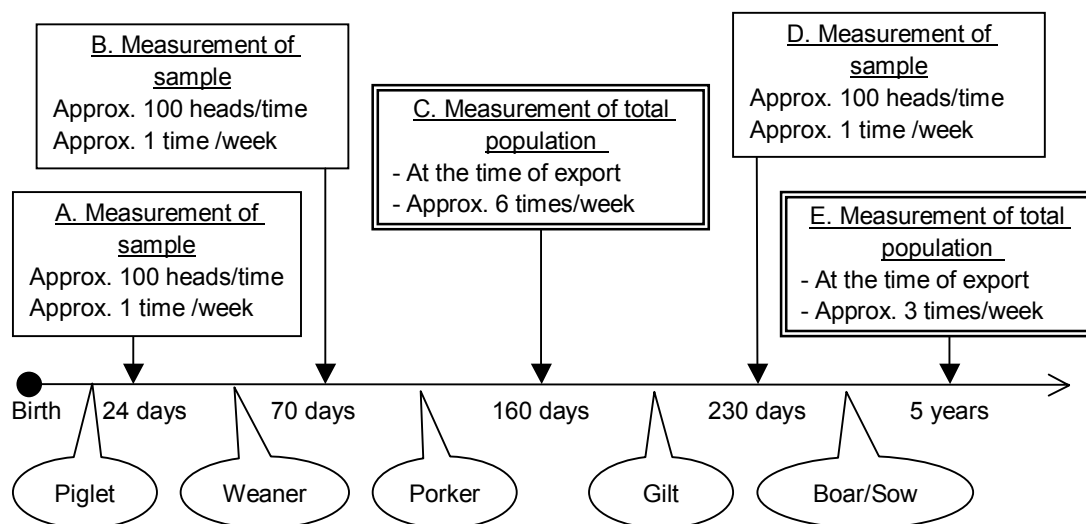 B. Measurement of
sample
Approx. 100 heads/time
Approx. 1 time /week
D. Measurement of
sample
Approx. 100 heads/time
Approx. 1 time /week
C. Measurement of total
population
- At the time of export
- Approx. 6 times/week
A. Measurement of
sample
Approx. 100 heads/time
Approx. 1 time /week
E. Measurement of total
population
- At the time of export
- Approx. 3 times/week
Birth 24 days 70 days 160 days 230 days 5 years
Piglet Weaner Porker Gilt Boar/Sow